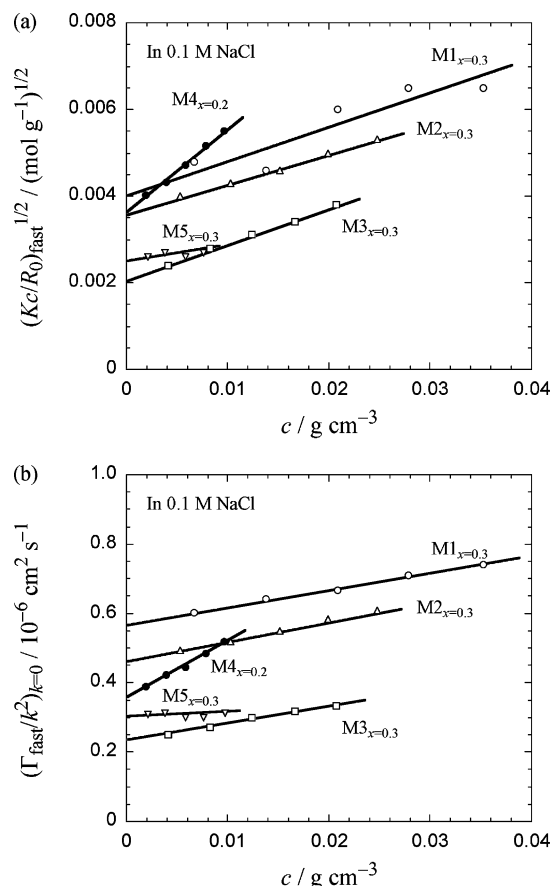 (a)
0.008
0.006
0.004
0.002
0
(Kc/R₀)fast^1/2 / (mol g⁻¹)^1/2
In 0.1 M NaCl
M4x=0.2
M1x=0.3
M2x=0.3
M5x=0.3
M3x=0.3
0 0.01 0.02 0.03 0.04
c / g cm⁻³
(b)
1.0
0.8
0.6
0.4
0.2
0
(Γfast/k²)k=0 / 10⁻⁶ cm² s⁻¹
In 0.1 M NaCl
M1x=0.3
M2x=0.3
M4x=0.2
M5x=0.3
M3x=0.3
0 0.01 0.02 0.03 0.04
c / g cm⁻³